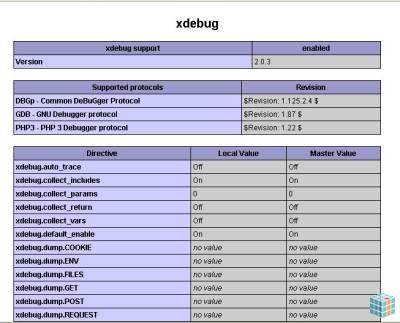 xdebug
xdebug support enabled
Version 2.0.3
Supported protocols Revision
DBGp - Common DeBuGger Protocol $Revision: 1.125.2.4 $
GDB - GNU Debugger protocol $Revision: 1.87 $
PHP3 - PHP 3 Debugger protocol $Revision: 1.22 $
Directive Local Value Master Value
xdebug.auto_trace Off Off
xdebug.collect_includes On On
xdebug.collect_params 0 0
xdebug.collect_return Off Off
xdebug.collect_vars Off Off
xdebug.default_enable On On
xdebug.dump.COOKIE no value no value
xdebug.dump.ENV no value no value
xdebug.dump.FILES no value no value
xdebug.dump.GET no value no value
xdebug.dump.POST no value no value
xdebug.dump.REQUEST no value no value